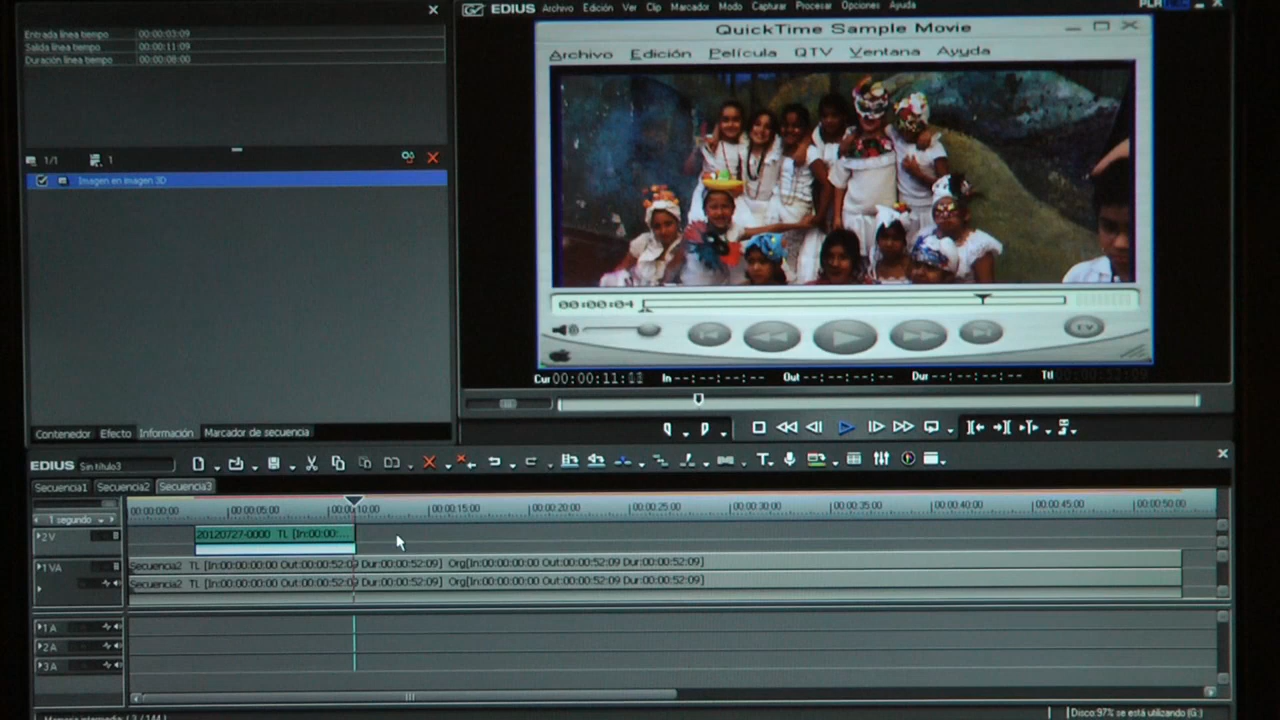 EDIUS Archivo Edición Ver Clip Marcador Modo Capturar Procesar Opciones Ayuda
PLR
Entrada línea tiempo 00:00:03:09
Salida línea tiempo 00:00:11:09
Duración línea tiempo 00:00:08:00
1/1 1
Imagen en imagen 3D
QuickTime Sample Movie
Archivo Edición Película QTV Ventana Ayuda
00:00:04
TV
In--:--:--:-- Out--:--:--:-- Dur--:--:--:-- Ttl
Contenedor Efecto Información Marcador de secuencia
EDIUS Sin título3
Secuencia1 Secuencia2 Secuencia3
1 segundo
00:00:00:00 00:00:05:00 00:00:10:00 00:00:15:00 00:00:20:00 00:00:25:00 00:00:30:00 00:00:35:00 00:00:40:00 00:00:45:00 00:00:50:00
2V 20120727-0000 TL [In:00:00:...
1VA Secuencia2 TL [In:00:00:00:00 Out:00:00:52:09 Dur:00:00:52:09] Org[In:00:00:00:00 Out:00:00:52:09 Dur:00:00:52:09]
Secuencia2 TL [In:00:00:00:00 Out:00:00:52:09 Dur:00:00:52:09] Org[In:00:00:00:00 Out:00:00:52:09 Dur:00:00:52:09]
1A
2A
3A
Disco:97% se está utilizando (G:)